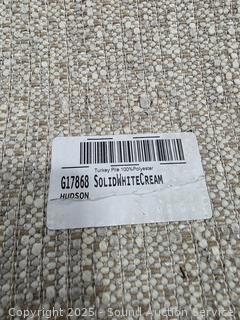 Turkey Pile 100%Polyester
G17868 SOLIDWHITECREAM
HUDSON
Copyright 2025 - Sound Auction Service